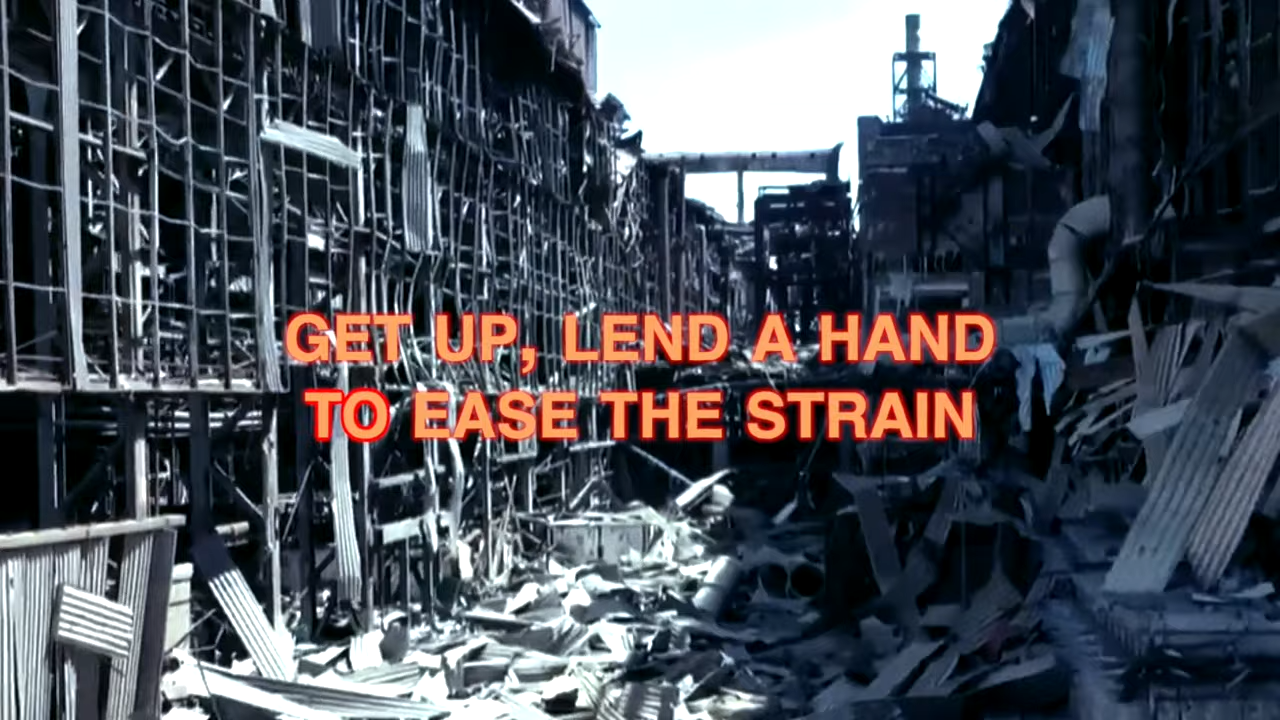 GET UP, LEND A HAND
TO EASE THE STRAIN